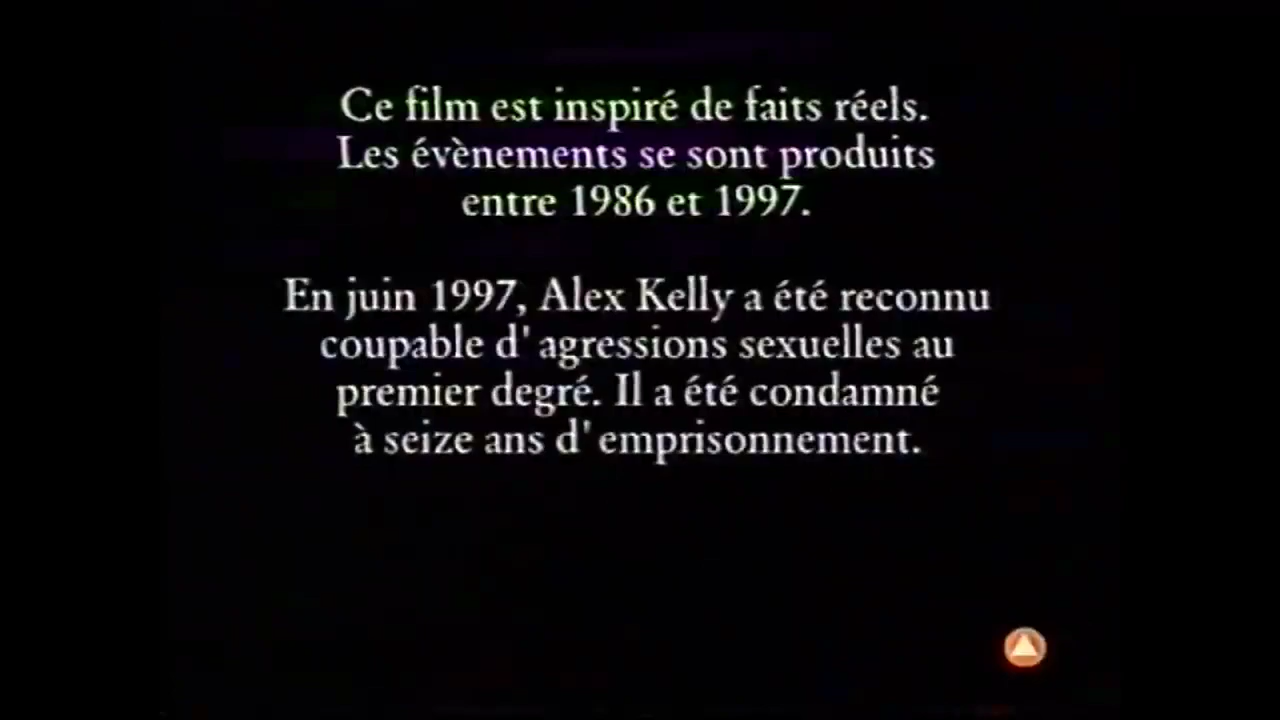 Ce film est inspiré de faits réels.
Les évènements se sont produits
entre 1986 et 1997.
En juin 1997, Alex Kelly a été reconnu
coupable d' agressions sexuelles au
premier degré. Il a été condamné
à seize ans d' emprisonnement.